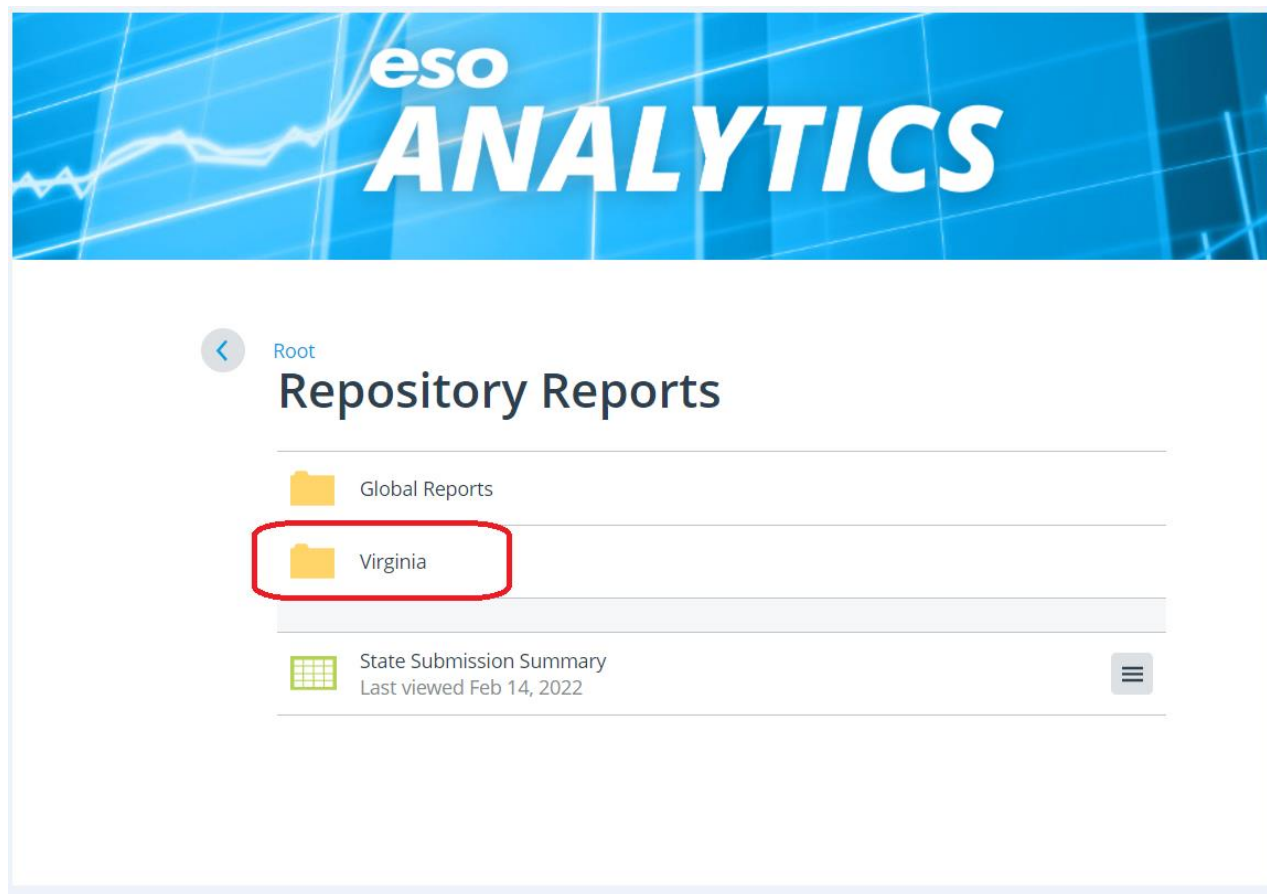 eso
ANALYTICS
Root
Repository Reports
Global Reports
Virginia
State Submission Summary
Last viewed Feb 14, 2022